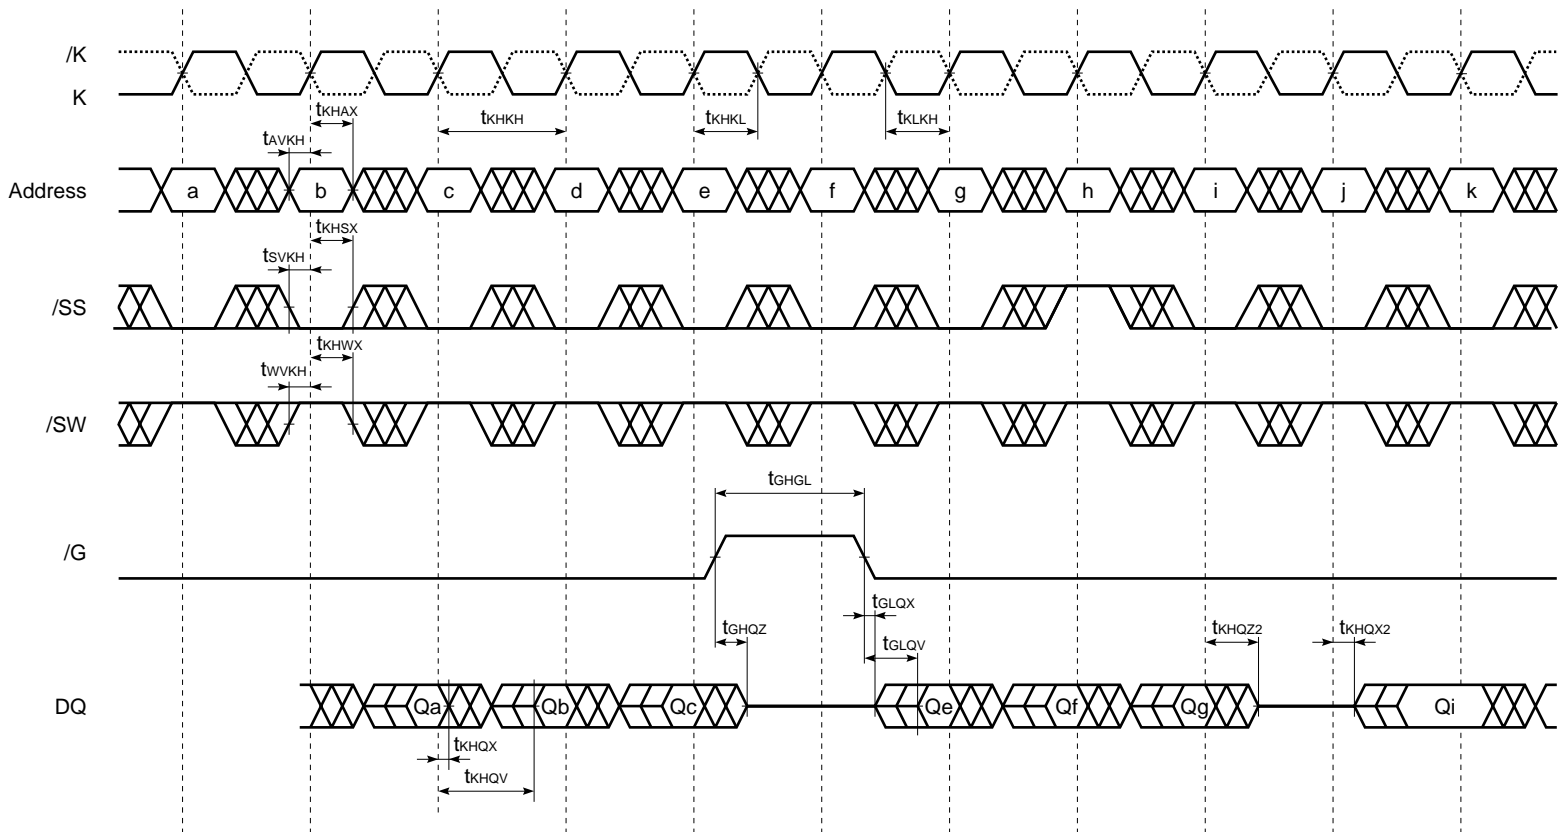 /K
K
tKHAX
tKHKH
tKHKL
tKLKH
tAVKH
Address
a
b
c
d
e
f
g
h
i
j
k
tKHSX
tSVKH
/SS
tKHWX
tWVKH
/SW
tGHGL
/G
tGLQX
tGHQZ
tGLQV
tKHQZ2
tKHQX2
DQ
Qa
Qb
Qc
Qe
Qf
Qg
Qi
tKHQX
tKHQV